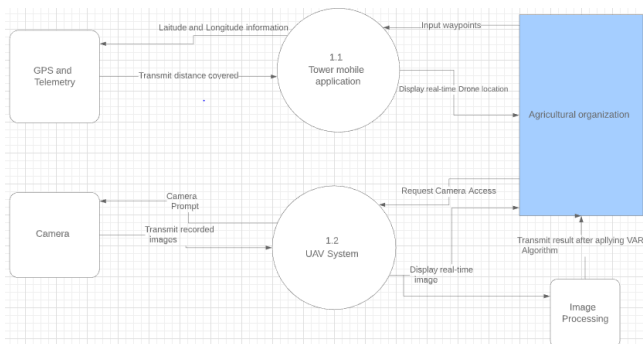 Laitude and Longitude information
Input waypoints
1.1
Tower mohile
application
GPS and
Telemetry
Transmit distance covered
Display real-time Drone location
Agricultural organization
Camera
Prompt
Request Camera Access
Camera
Transmit recorded
images
1.2
UAV System
Transmit result after apllying VAR
Algorithm
Display real-time
image
Image
Processing